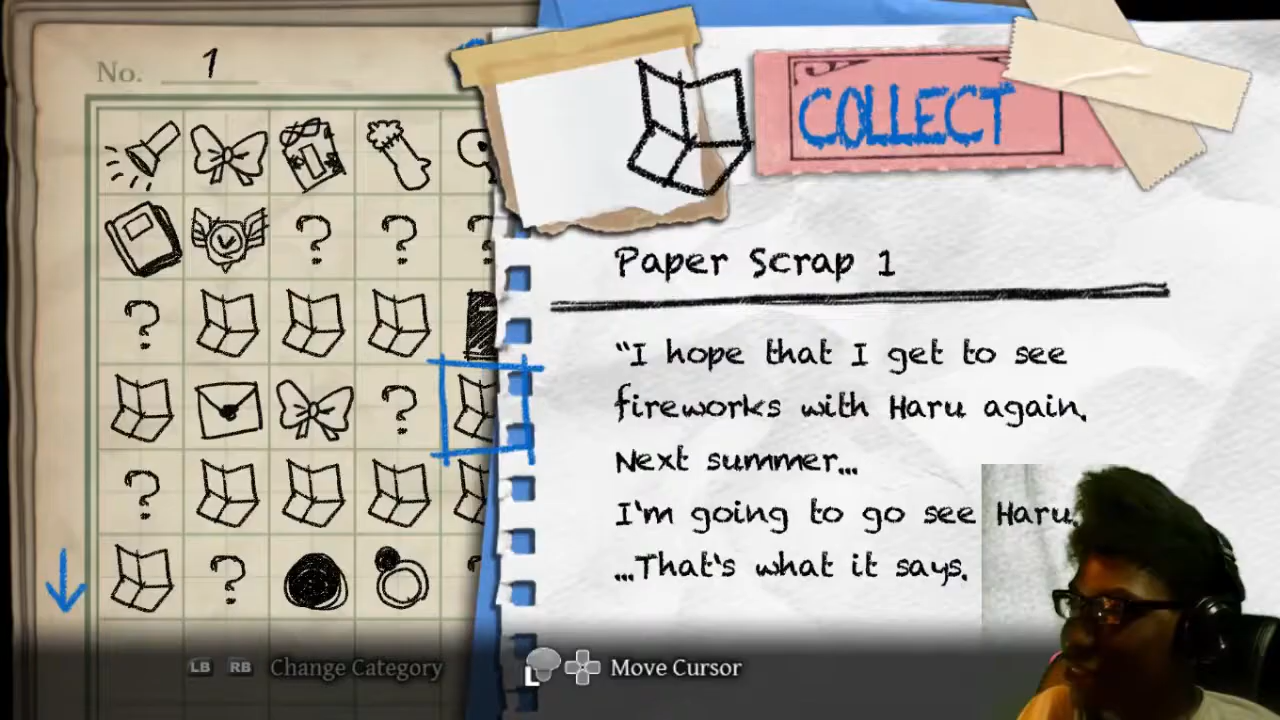 No. 1
COLLECT
Paper Scrap 1
"I hope that I get to see
fireworks with Haru again.
Next summer...
I'm going to go see Haru.
...That's what it says.
LB RB Change Category
L Move Cursor